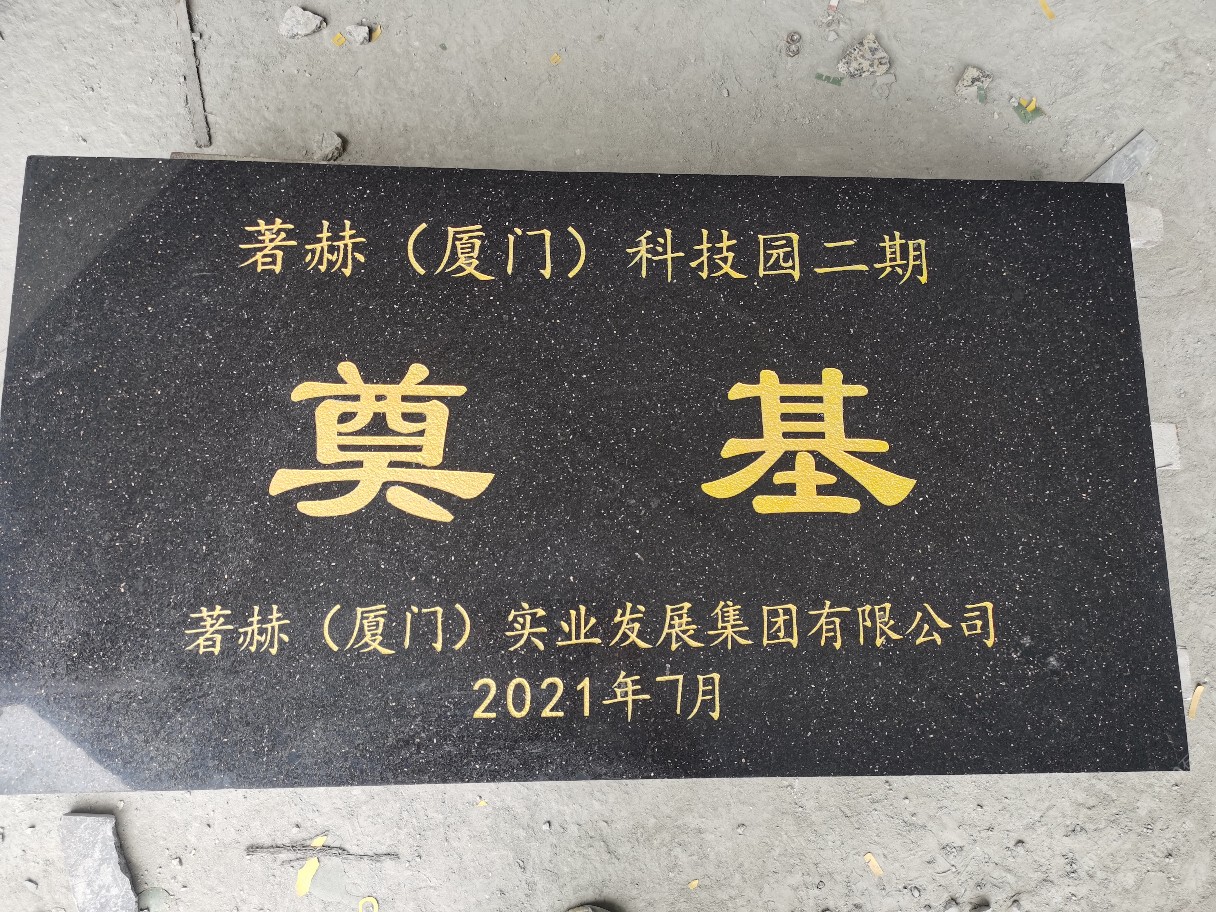 著赫（厦门）科技园二期
奠 基
著赫（厦门）实业发展集团有限公司
2021年7月